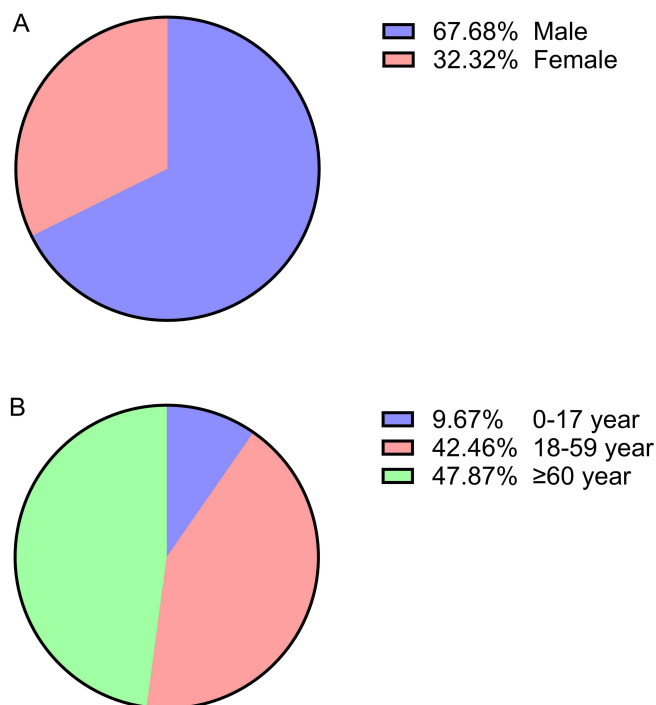 A
67.68% Male
32.32% Female
B
9.67% 0-17 year
42.46% 18-59 year
47.87% ≥60 year